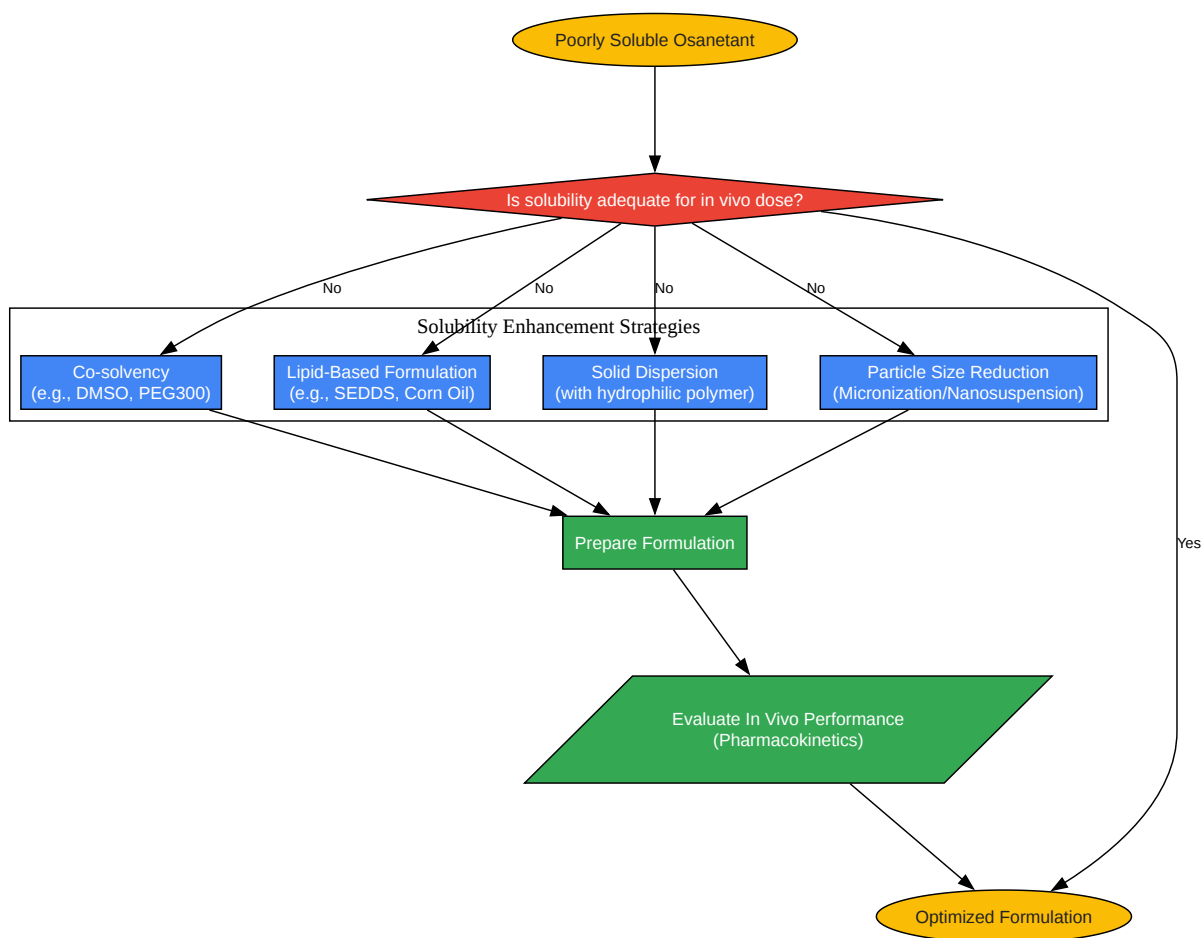 Poorly Soluble Osanetant
Is solubility adequate for in vivo dose?
No
No
No
No
Solubility Enhancement Strategies
Co-solvency
(e.g., DMSO, PEG300)
Lipid-Based Formulation
(e.g., SEDDS, Corn Oil)
Solid Dispersion
(with hydrophilic polymer)
Particle Size Reduction
(Micronization/Nanosuspension)
Prepare Formulation
Yes
Evaluate In Vivo Performance
(Pharmacokinetics)
Optimized Formulation